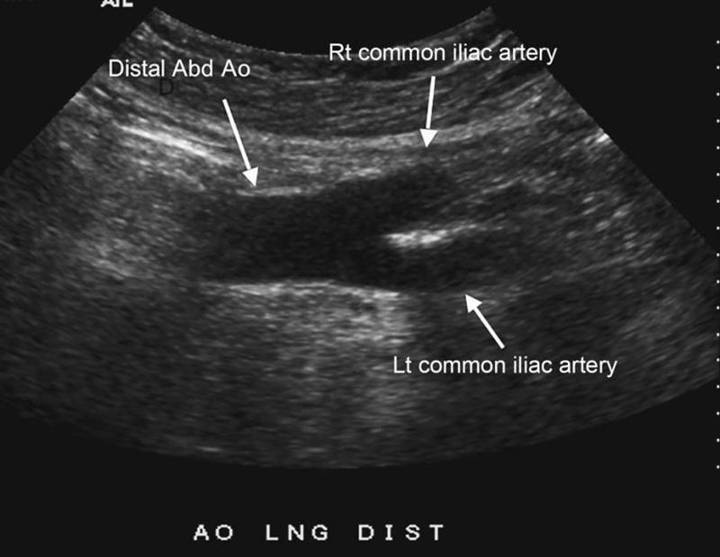 Rt common iliac artery
Distal Abd Ao
D
Lt common iliac artery
AO LNG DIST